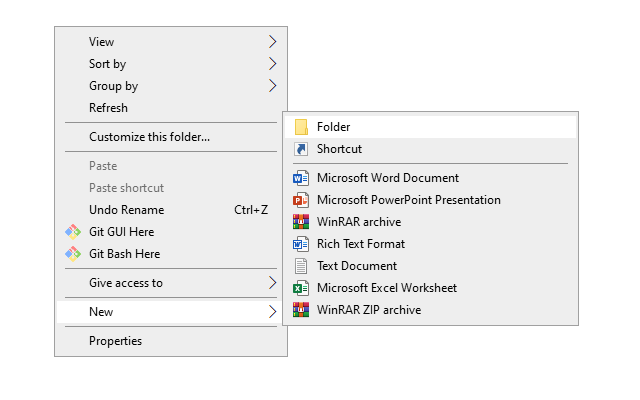 View
Sort by
Group by
Refresh
Customize this folder...
Paste
Paste shortcut
Undo Rename Ctrl+Z
Git GUI Here
Git Bash Here
Give access to
New
Properties
Folder
Shortcut
Microsoft Word Document
Microsoft PowerPoint Presentation
WinRAR archive
Rich Text Format
Text Document
Microsoft Excel Worksheet
WinRAR ZIP archive